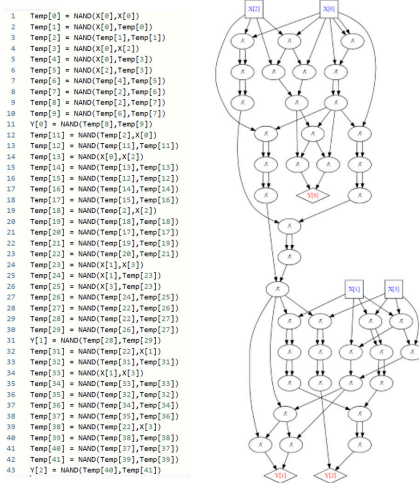 1 Temp[0] = NAND(X[0],X[0])
2 Temp[1] = NAND(X[0],Temp[0])
3 Temp[2] = NAND(Temp[1],Temp[1])
4 Temp[3] = NAND(X[0],X[2])
5 Temp[4] = NAND(X[0],Temp[3])
6 Temp[5] = NAND(X[2],Temp[3])
7 Temp[6] = NAND(Temp[4],Temp[5])
8 Temp[7] = NAND(Temp[2],Temp[6])
9 Temp[8] = NAND(Temp[2],Temp[7])
10 Temp[9] = NAND(Temp[6],Temp[7])
11 Y[0] = NAND(Temp[8],Temp[9])
12 Temp[11] = NAND(Temp[2],X[0])
13 Temp[12] = NAND(Temp[11],Temp[11])
14 Temp[13] = NAND(X[0],X[2])
15 Temp[14] = NAND(Temp[13],Temp[13])
16 Temp[15] = NAND(Temp[12],Temp[12])
17 Temp[16] = NAND(Temp[14],Temp[14])
18 Temp[17] = NAND(Temp[15],Temp[16])
19 Temp[18] = NAND(Temp[2],X[2])
20 Temp[19] = NAND(Temp[18],Temp[18])
21 Temp[20] = NAND(Temp[17],Temp[17])
22 Temp[21] = NAND(Temp[19],Temp[19])
23 Temp[22] = NAND(Temp[20],Temp[21])
24 Temp[23] = NAND(X[1],X[3])
25 Temp[24] = NAND(X[1],Temp[23])
26 Temp[25] = NAND(X[3],Temp[23])
27 Temp[26] = NAND(Temp[24],Temp[25])
28 Temp[27] = NAND(Temp[22],Temp[26])
29 Temp[28] = NAND(Temp[22],Temp[27])
30 Temp[29] = NAND(Temp[26],Temp[27])
31 Y[1] = NAND(Temp[28],Temp[29])
32 Temp[31] = NAND(Temp[22],X[1])
33 Temp[32] = NAND(Temp[31],Temp[31])
34 Temp[33] = NAND(X[1],X[3])
35 Temp[34] = NAND(Temp[33],Temp[33])
36 Temp[35] = NAND(Temp[32],Temp[32])
37 Temp[36] = NAND(Temp[34],Temp[34])
38 Temp[37] = NAND(Temp[35],Temp[36])
39 Temp[38] = NAND(Temp[22],X[3])
40 Temp[39] = NAND(Temp[38],Temp[38])
41 Temp[40] = NAND(Temp[37],Temp[37])
42 Temp[41] = NAND(Temp[39],Temp[39])
43 Y[2] = NAND(Temp[40],Temp[41])
X[2] X[0]
Y[0]
X[1] X[3]
Y[1] Y[2]